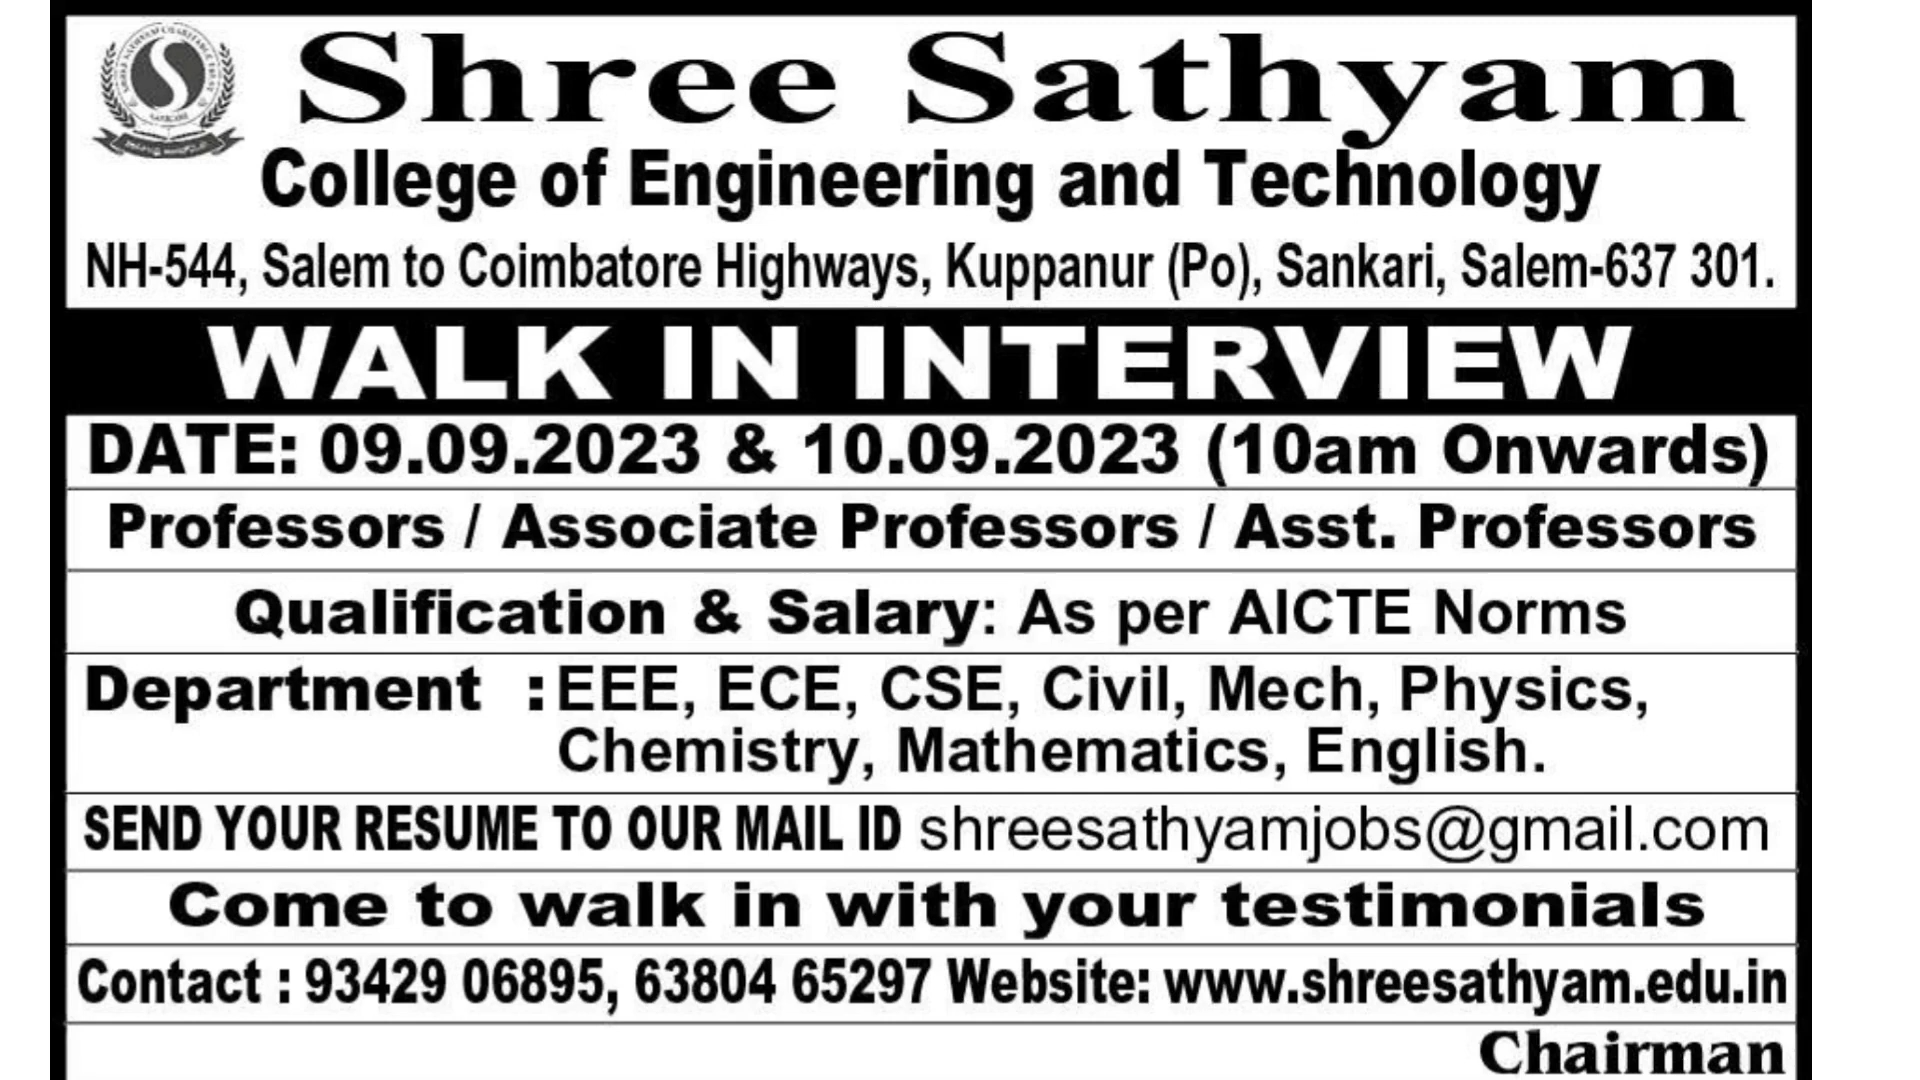 Shree Sathyam
College of Engineering and Technology
NH-544, Salem to Coimbatore Highways, Kuppanur (Po), Sankari, Salem-637 301.
WALK IN INTERVIEW
DATE: 09.09.2023 & 10.09.2023 (10am Onwards)
Professors / Associate Professors / Asst. Professors
Qualification & Salary: As per AICTE Norms
Department : EEE, ECE, CSE, Civil, Mech, Physics,
Chemistry, Mathematics, English.
SEND YOUR RESUME TO OUR MAIL ID shreesathyamjobs@gmail.com
Come to walk in with your testimonials
Contact : 93429 06895, 63804 65297 Website: www.shreesathyam.edu.in
Chairman